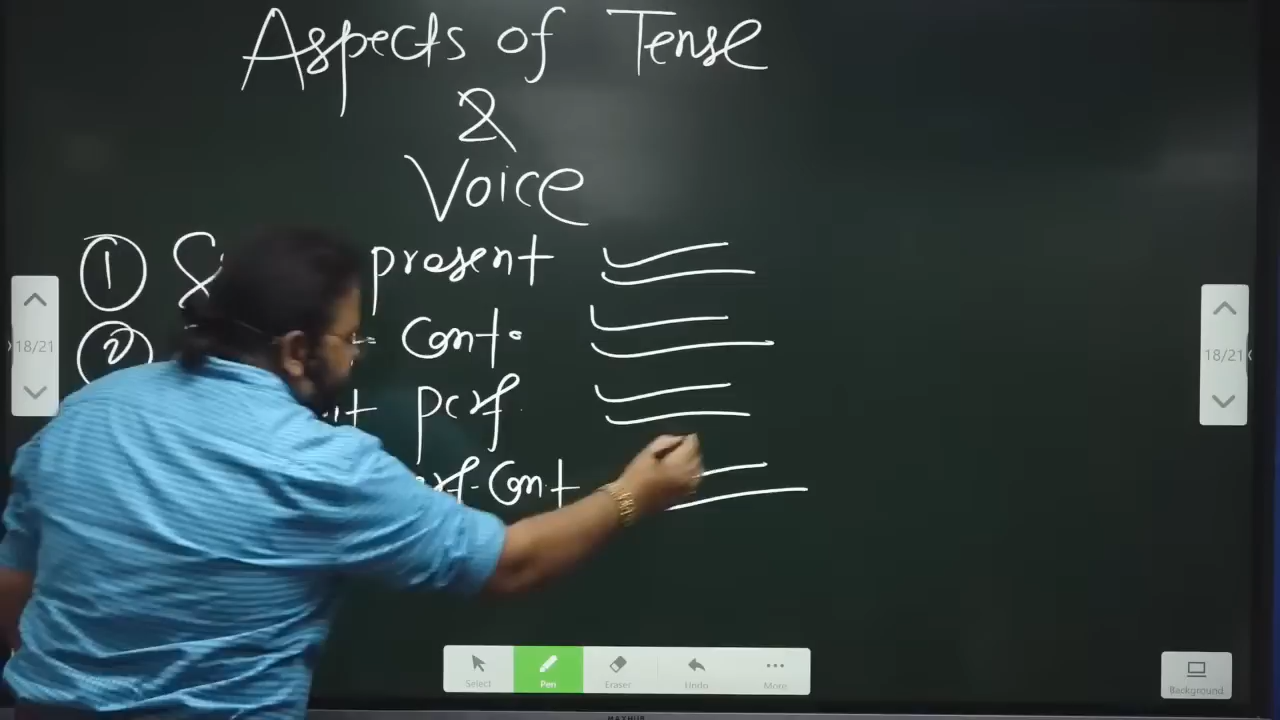 Aspects of Tense
&
Voice
① present
② Cont.
perf.
perf. Cont
18/21
18/21
Select
Pen
Eraser
Undo
More
Background